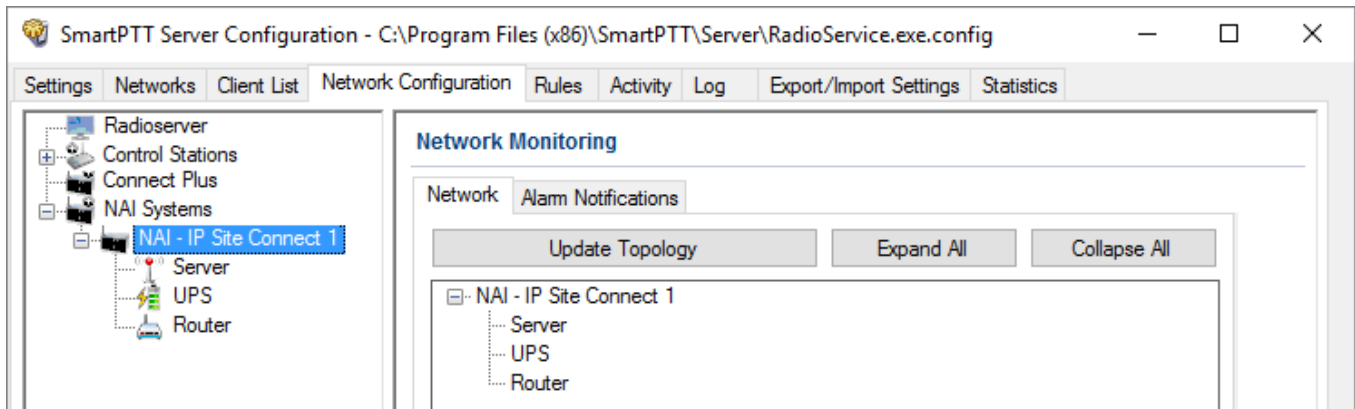 SmartPTT Server Configuration - C:\Program Files (x86)\SmartPTT\Server\RadioService.exe.config
Settings Networks Client List Network Configuration Rules Activity Log Export/Import Settings Statistics
Radioserver
Control Stations
Connect Plus
NAI Systems
NAI - IP Site Connect 1
Server
UPS
Router
Network Monitoring
Network Alarm Notifications
Update Topology Expand All Collapse All
NAI - IP Site Connect 1
Server
UPS
Router